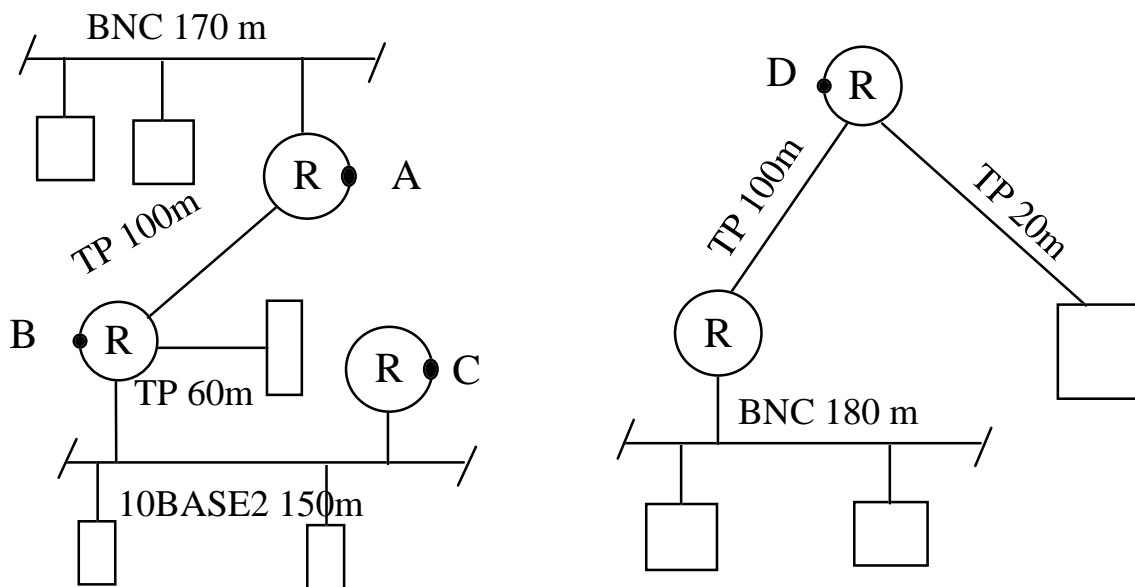 BNC 170 m
R
A
TP 100m
B
R
TP 60m
R
C
10BASE2 150m
D
R
TP 100m
TP 20m
R
BNC 180 m